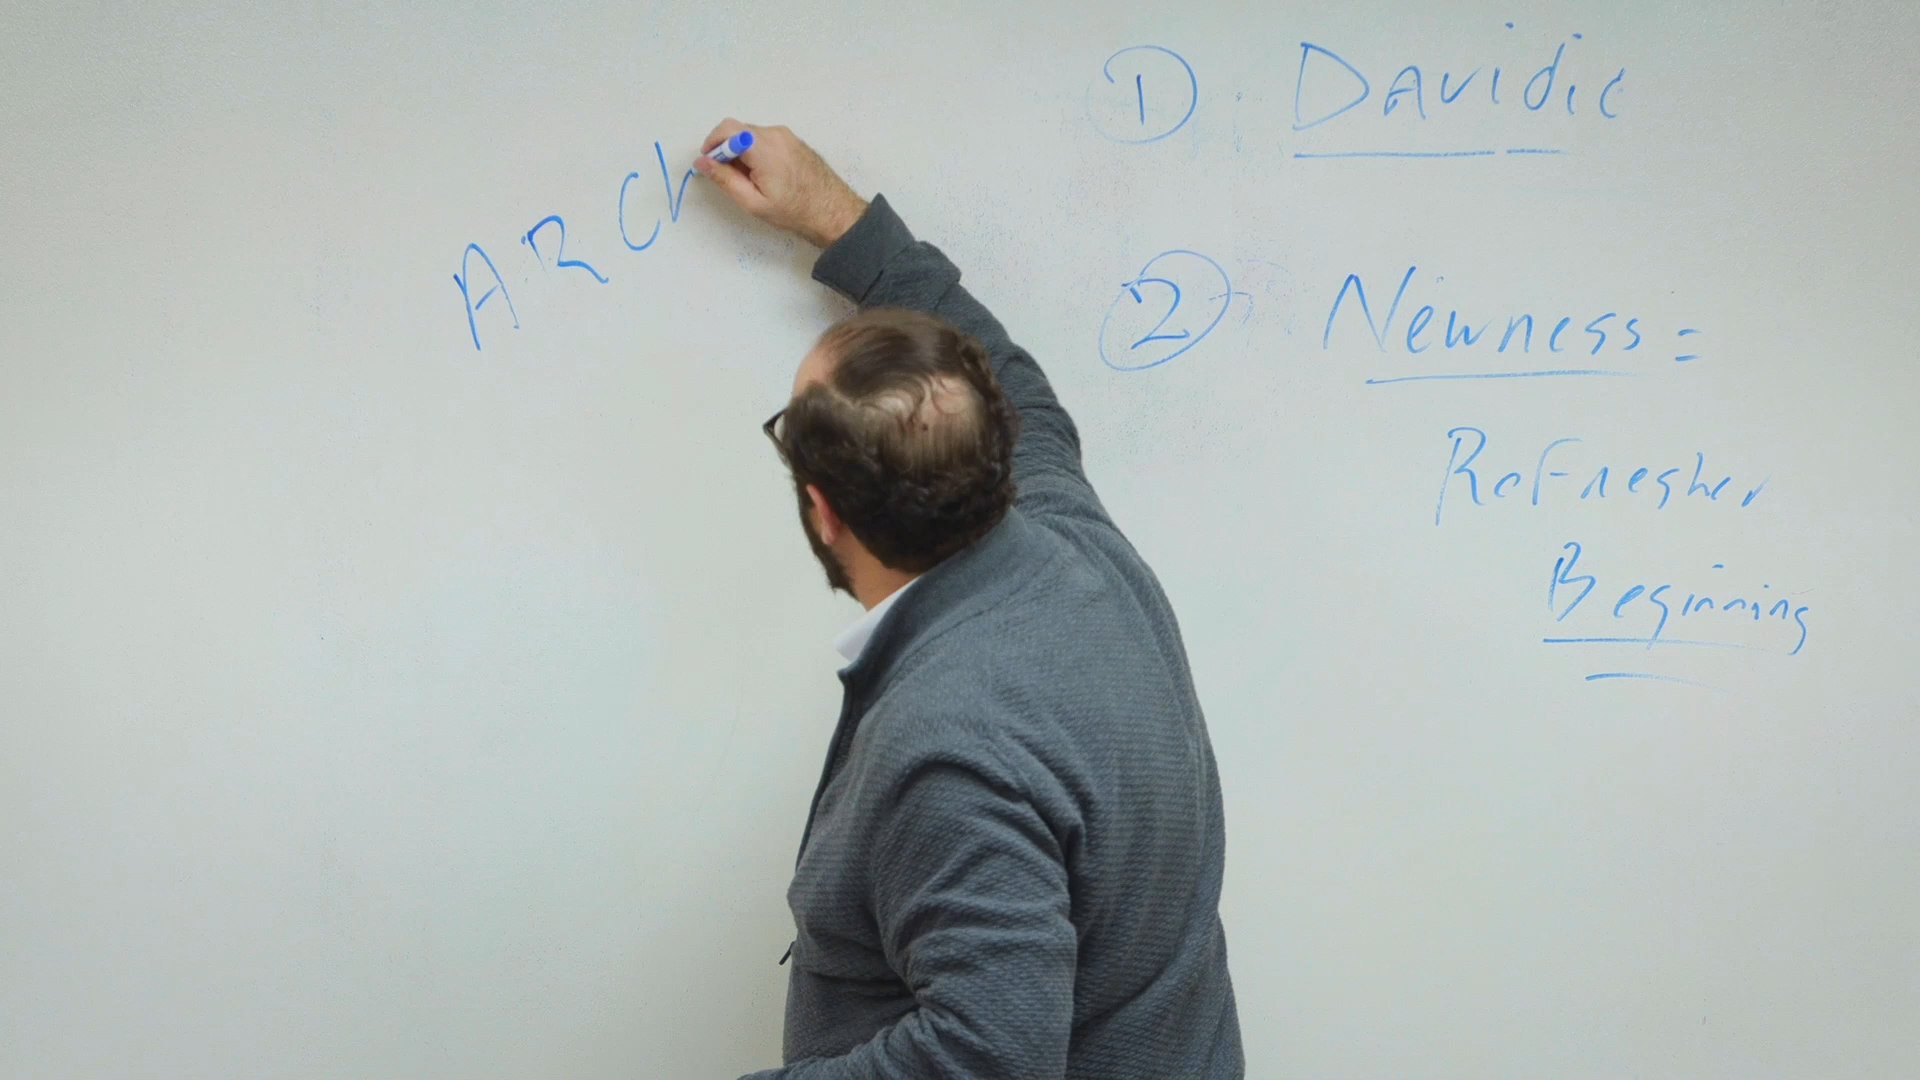 ARCh
① Davidic
② Newness =
Refresher
Beginning